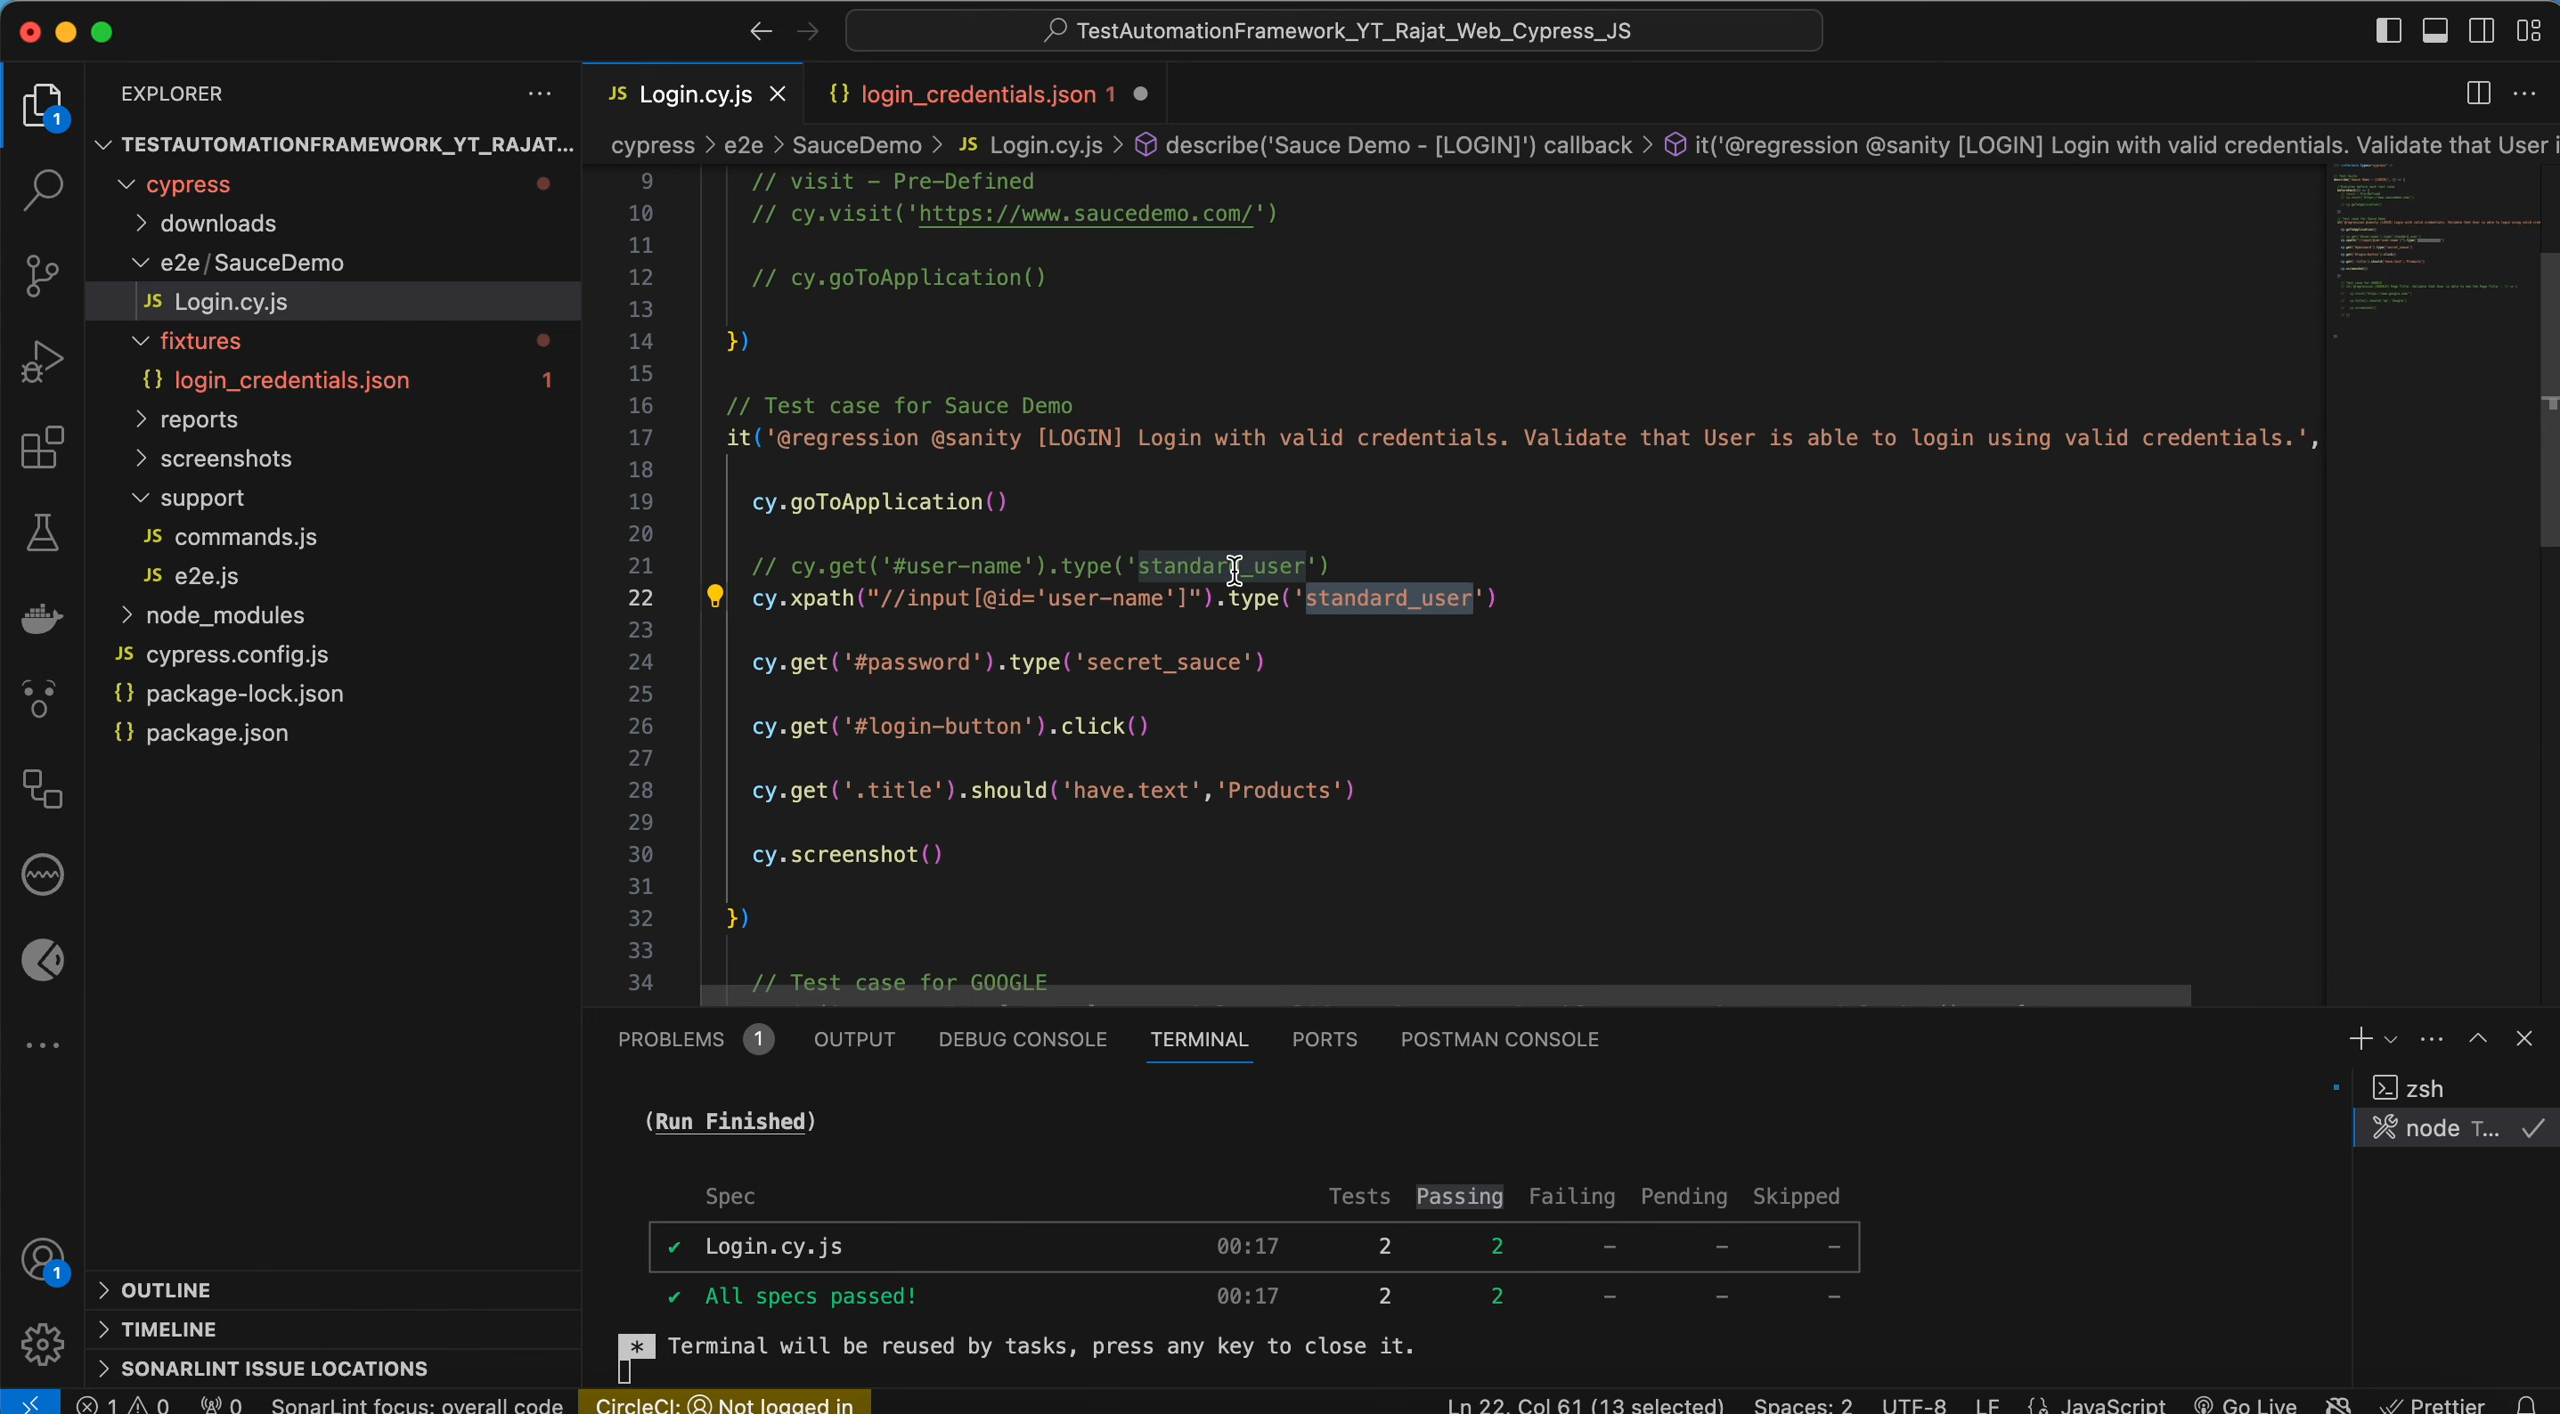 TestAutomationFramework_YT_Rajat_Web_Cypress_JS
EXPLORER
JS Login.cy.js
{} login_credentials.json 1
cypress > e2e > SauceDemo > JS Login.cy.js > describe('Sauce Demo - [LOGIN]') callback > it('@regression @sanity [LOGIN] Login with valid credentials. Validate that User i
1
TESTAUTOMATIONFRAMEWORK_YT_RAJAT...
cypress
downloads
e2e / SauceDemo
JS Login.cy.js
fixtures
{} login_credentials.json 1
reports
screenshots
support
JS commands.js
JS e2e.js
node_modules
JS cypress.config.js
{} package-lock.json
{} package.json
1
OUTLINE
TIMELINE
SONARLINT ISSUE LOCATIONS
9 // visit – Pre-Defined
10 // cy.visit('https://www.saucedemo.com/')
11
12 // cy.goToApplication()
13
14 })
15
16 // Test case for Sauce Demo
17 it('@regression @sanity [LOGIN] Login with valid credentials. Validate that User is able to login using valid credentials.',
18
19 cy.goToApplication()
20
21 // cy.get('#user-name').type('standard_user')
22 cy.xpath("//input[@id='user-name']").type('standard_user')
23
24 cy.get('#password').type('secret_sauce')
25
26 cy.get('#login-button').click()
27
28 cy.get('.title').should('have.text','Products')
29
30 cy.screenshot()
31
32 })
33
34 // Test case for GOOGLE
PROBLEMS 1 OUTPUT DEBUG CONSOLE TERMINAL PORTS POSTMAN CONSOLE
zsh
node T...
(Run Finished)
Spec Tests Passing Failing Pending Skipped
✔ Login.cy.js 00:17 2 2 – – –
✔ All specs passed! 00:17 2 2 – – –
* Terminal will be reused by tasks, press any key to close it.
1 0 0 SonarLint focus: overall code CircleCI: Not logged in Ln 22, Col 61 (13 selected) Spaces: 2 UTF-8 LF {} JavaScript Go Live Prettier